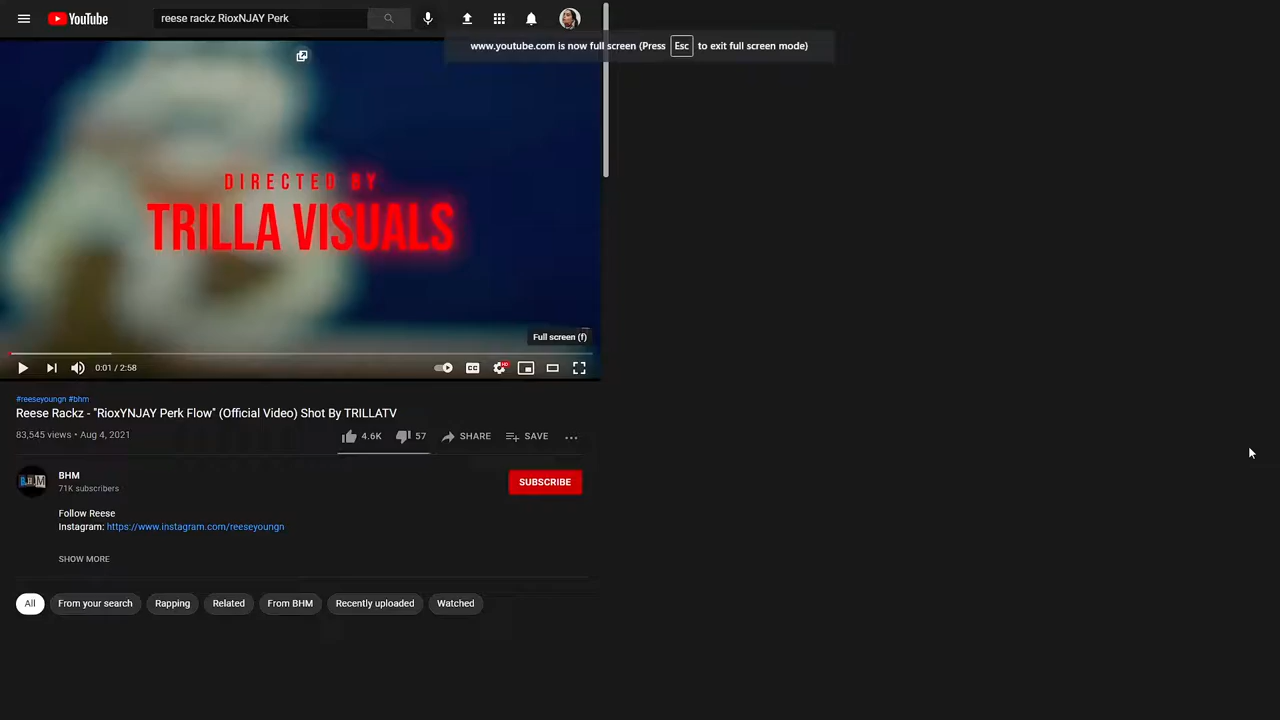 YouTube
reese rackz RioxNJAY Perk
www.youtube.com is now full screen (Press Esc to exit full screen mode)
DIRECTED BY
TRILLA VISUALS
Full screen (f)
0:01 / 2:58
CC
HD
#reeseyoungn #bhm
Reese Rackz - "RioxYNJAY Perk Flow" (Official Video) Shot By TRILLATV
83,545 views • Aug 4, 2021
4.6K
57
SHARE
SAVE
BHM
BHM
71K subscribers
SUBSCRIBE
Follow Reese
Instagram: https://www.instagram.com/reeseyoungn
SHOW MORE
All
From your search
Rapping
Related
From BHM
Recently uploaded
Watched